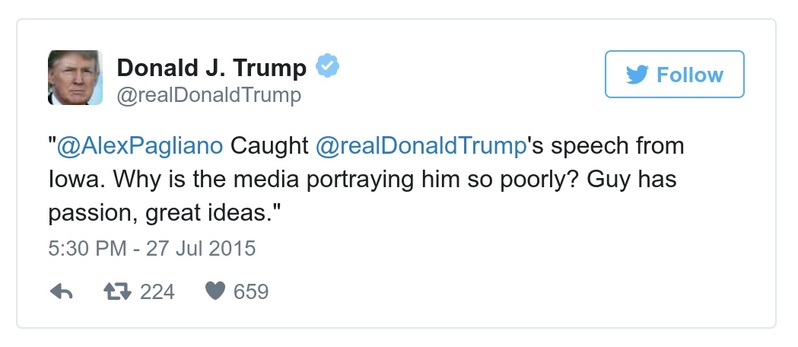 Donald J. Trump
@realDonaldTrump
Follow
"@AlexPagliano Caught @realDonaldTrump's speech from
Iowa. Why is the media portraying him so poorly? Guy has
passion, great ideas."
5:30 PM - 27 Jul 2015
224 659